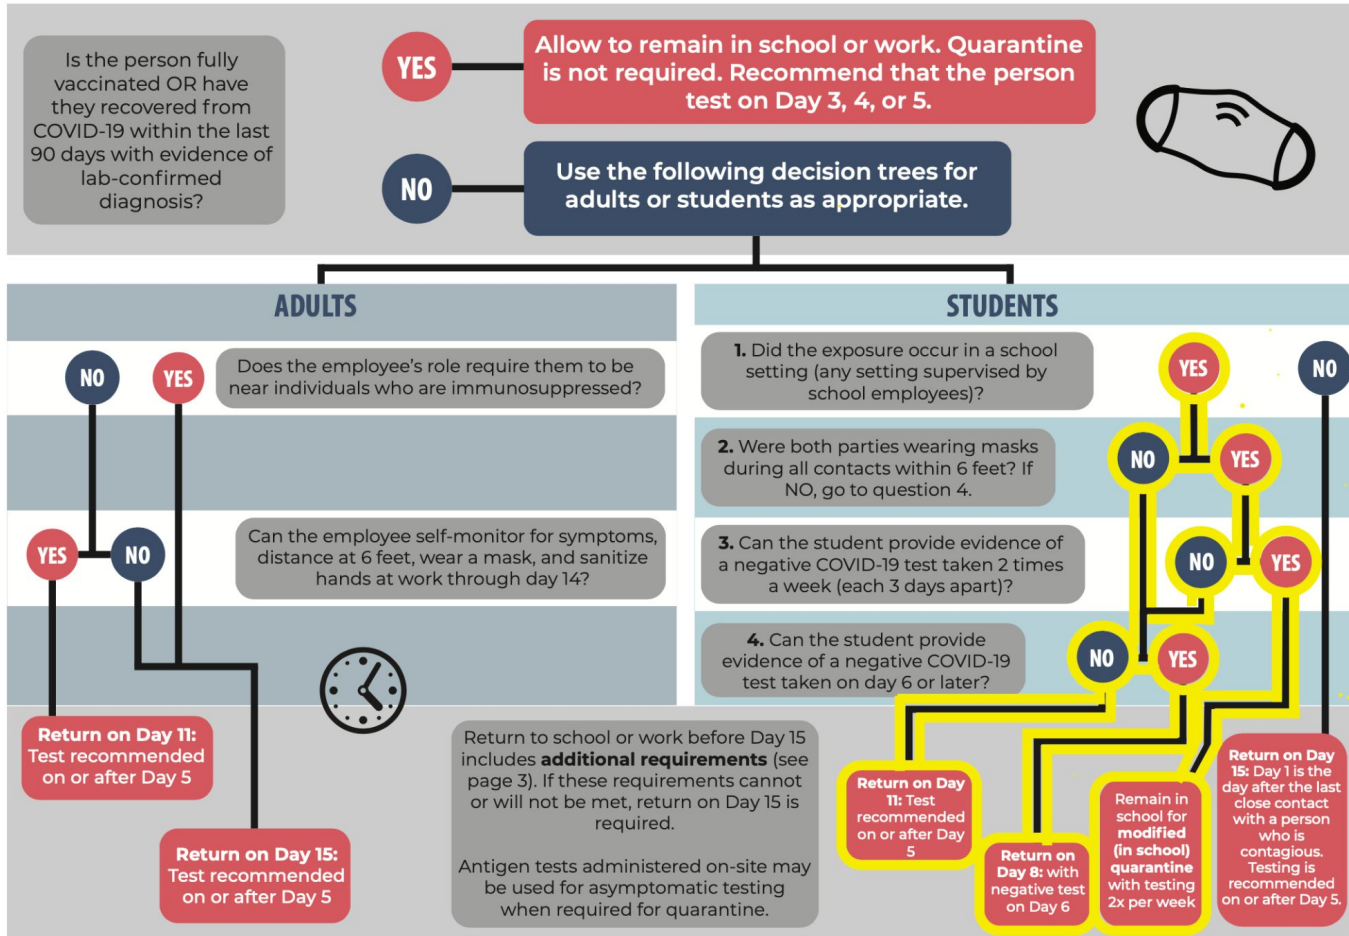 Is the person fully
vaccinated OR have
they recovered from
COVID-19 within the last
90 days with evidence of
lab-confirmed
diagnosis?
YES
Allow to remain in school or work. Quarantine
is not required. Recommend that the person
test on Day 3, 4, or 5.
NO
Use the following decision trees for
adults or students as appropriate.
ADULTS
NO
YES
Does the employee's role require them to be
near individuals who are immunosuppressed?
YES
NO
Can the employee self-monitor for symptoms,
distance at 6 feet, wear a mask, and sanitize
hands at work through day 14?
Return on Day 11:
Test recommended
on or after Day 5
Return on Day 15:
Test recommended
on or after Day 5
STUDENTS
1. Did the exposure occur in a school
setting (any setting supervised by
school employees)?
YES
NO
2. Were both parties wearing masks
during all contacts within 6 feet? If
NO, go to question 4.
NO
YES
3. Can the student provide evidence of
a negative COVID-19 test taken 2 times
a week (each 3 days apart)?
NO
YES
4. Can the student provide
evidence of a negative COVID-19
test taken on day 6 or later?
NO
YES
Return to school or work before Day 15
includes additional requirements (see
page 3). If these requirements cannot
or will not be met, return on Day 15 is
required.
Antigen tests administered on-site may
be used for asymptomatic testing
when required for quarantine.
Return on Day
11: Test
recommended
on or after Day
5
Return on
Day 8: with
negative test
on Day 6
Remain in
school for
modified
(in school)
quarantine
with testing
2x per week
Return on Day
15: Day 1 is the
day after the last
close contact
with a person
who is
contagious.
Testing is
recommended
on or after Day 5.